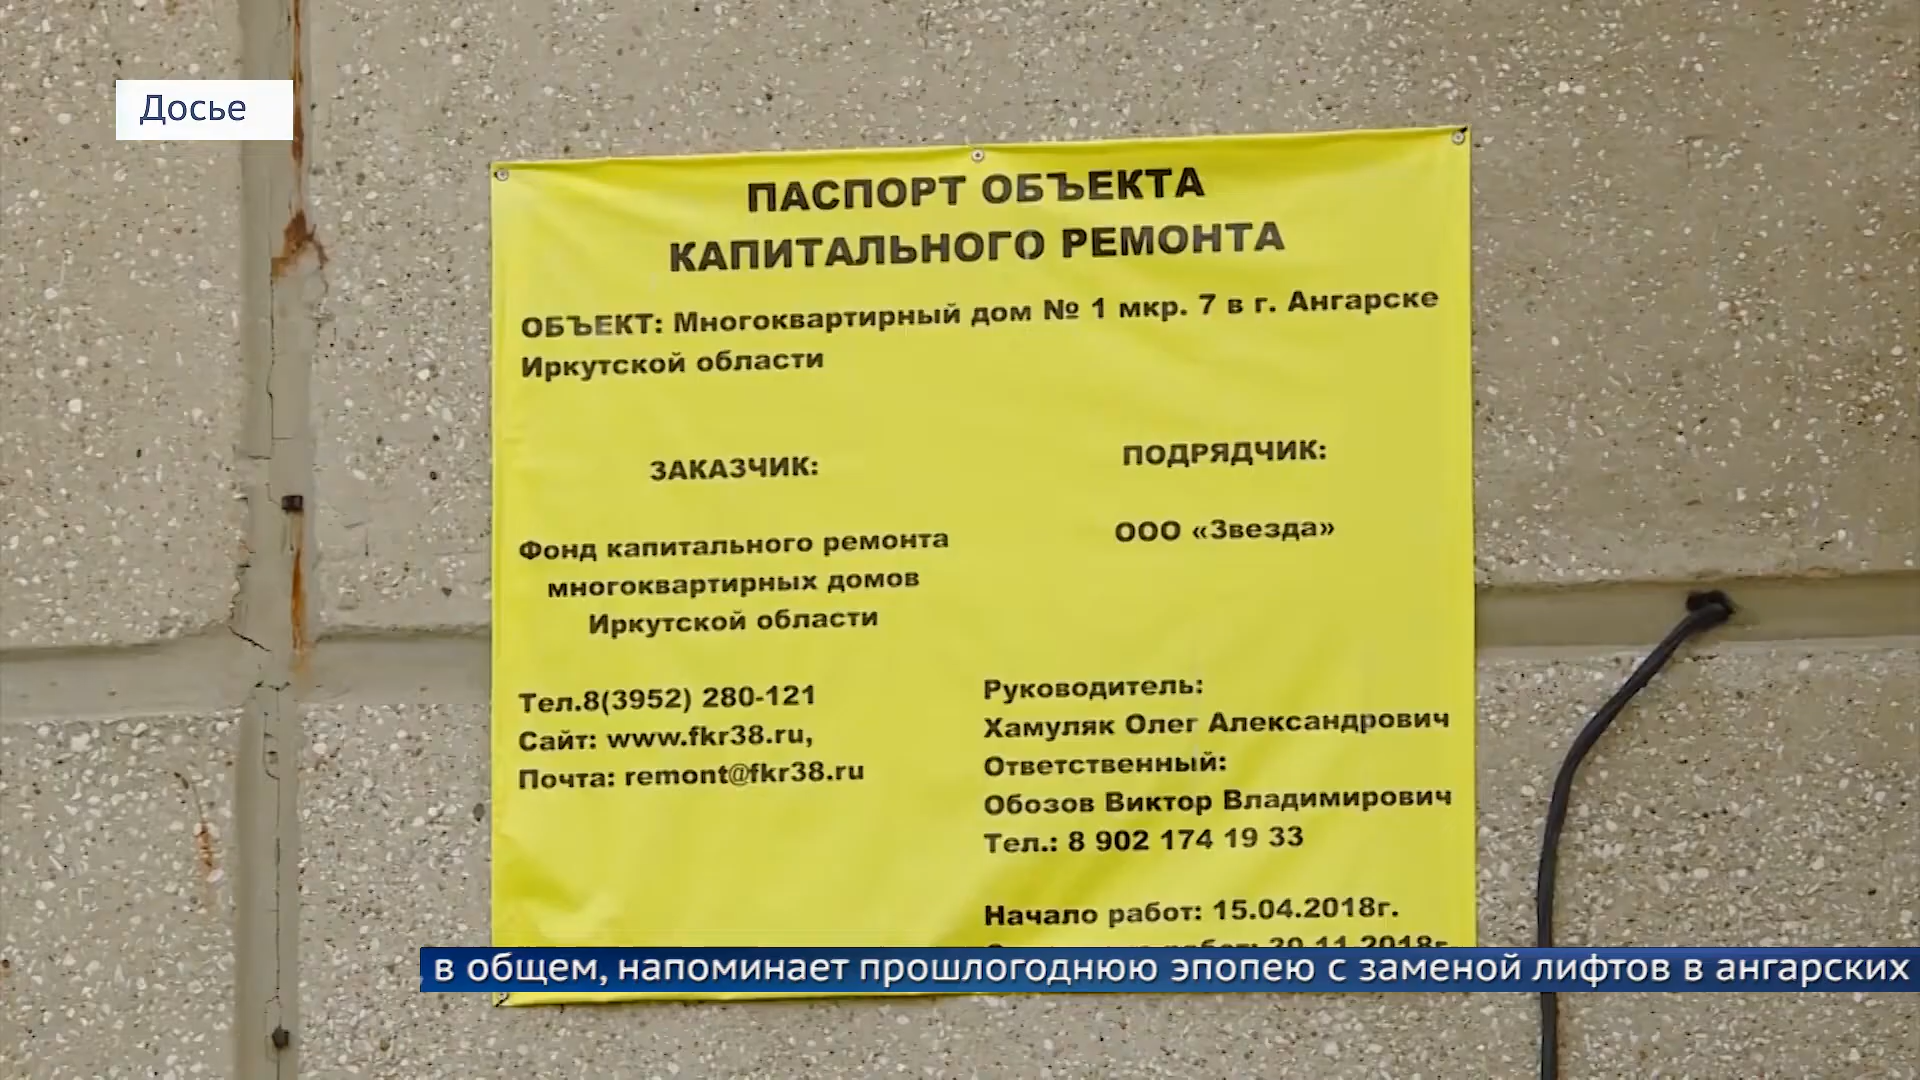 Досье
ПАСПОРТ ОБЪЕКТА
КАПИТАЛЬНОГО РЕМОНТА
ОБЪЕКТ: Многоквартирный дом № 1 мкр. 7 в г. Ангарске
Иркутской области
ЗАКАЗЧИК:
Фонд капитального ремонта
многоквартирных домов
Иркутской области
Тел.8(3952) 280-121
Сайт: www.fkr38.ru,
Почта: remont@fkr38.ru
ПОДРЯДЧИК:
ООО «Звезда»
Руководитель:
Хамуляк Олег Александрович
Ответственный:
Обозов Виктор Владимирович
Тел.: 8 902 174 19 33
Начало работ: 15.04.2018г.
работ:
в общем, напоминает прошлогоднюю эпопею с заменой лифтов в ангарских